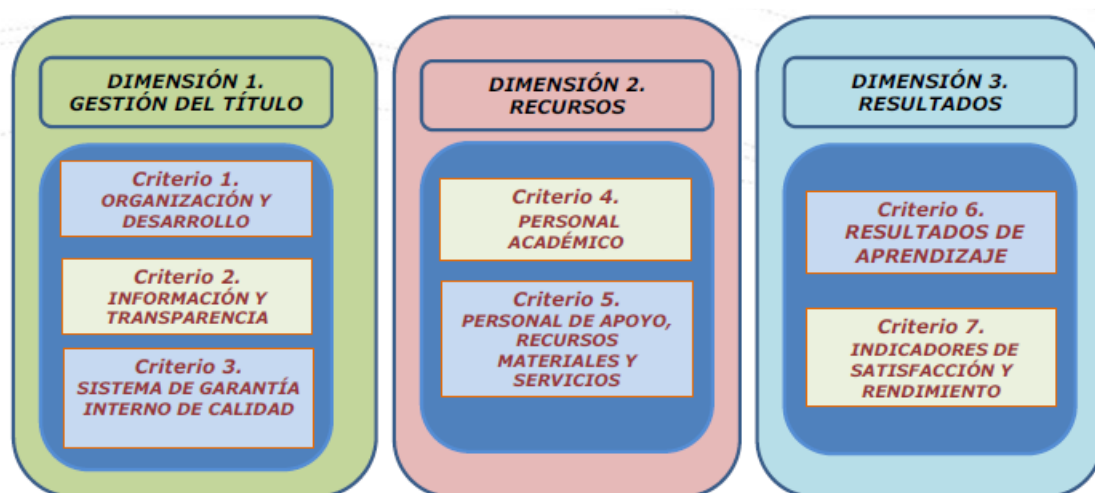 DIMENSIÓN 1.
GESTIÓN DEL TÍTULO
Criterio 1.
ORGANIZACIÓN Y
DESARROLLO
Criterio 2.
INFORMACIÓN Y
TRANSPARENCIA
Criterio 3.
SISTEMA DE GARANTÍA
INTERNO DE CALIDAD
DIMENSIÓN 2.
RECURSOS
Criterio 4.
PERSONAL
ACADÉMICO
Criterio 5.
PERSONAL DE APOYO,
RECURSOS
MATERIALES Y
SERVICIOS
DIMENSIÓN 3.
RESULTADOS
Criterio 6.
RESULTADOS DE
APRENDIZAJE
Criterio 7.
INDICADORES DE
SATISFACCIÓN Y
RENDIMIENTO